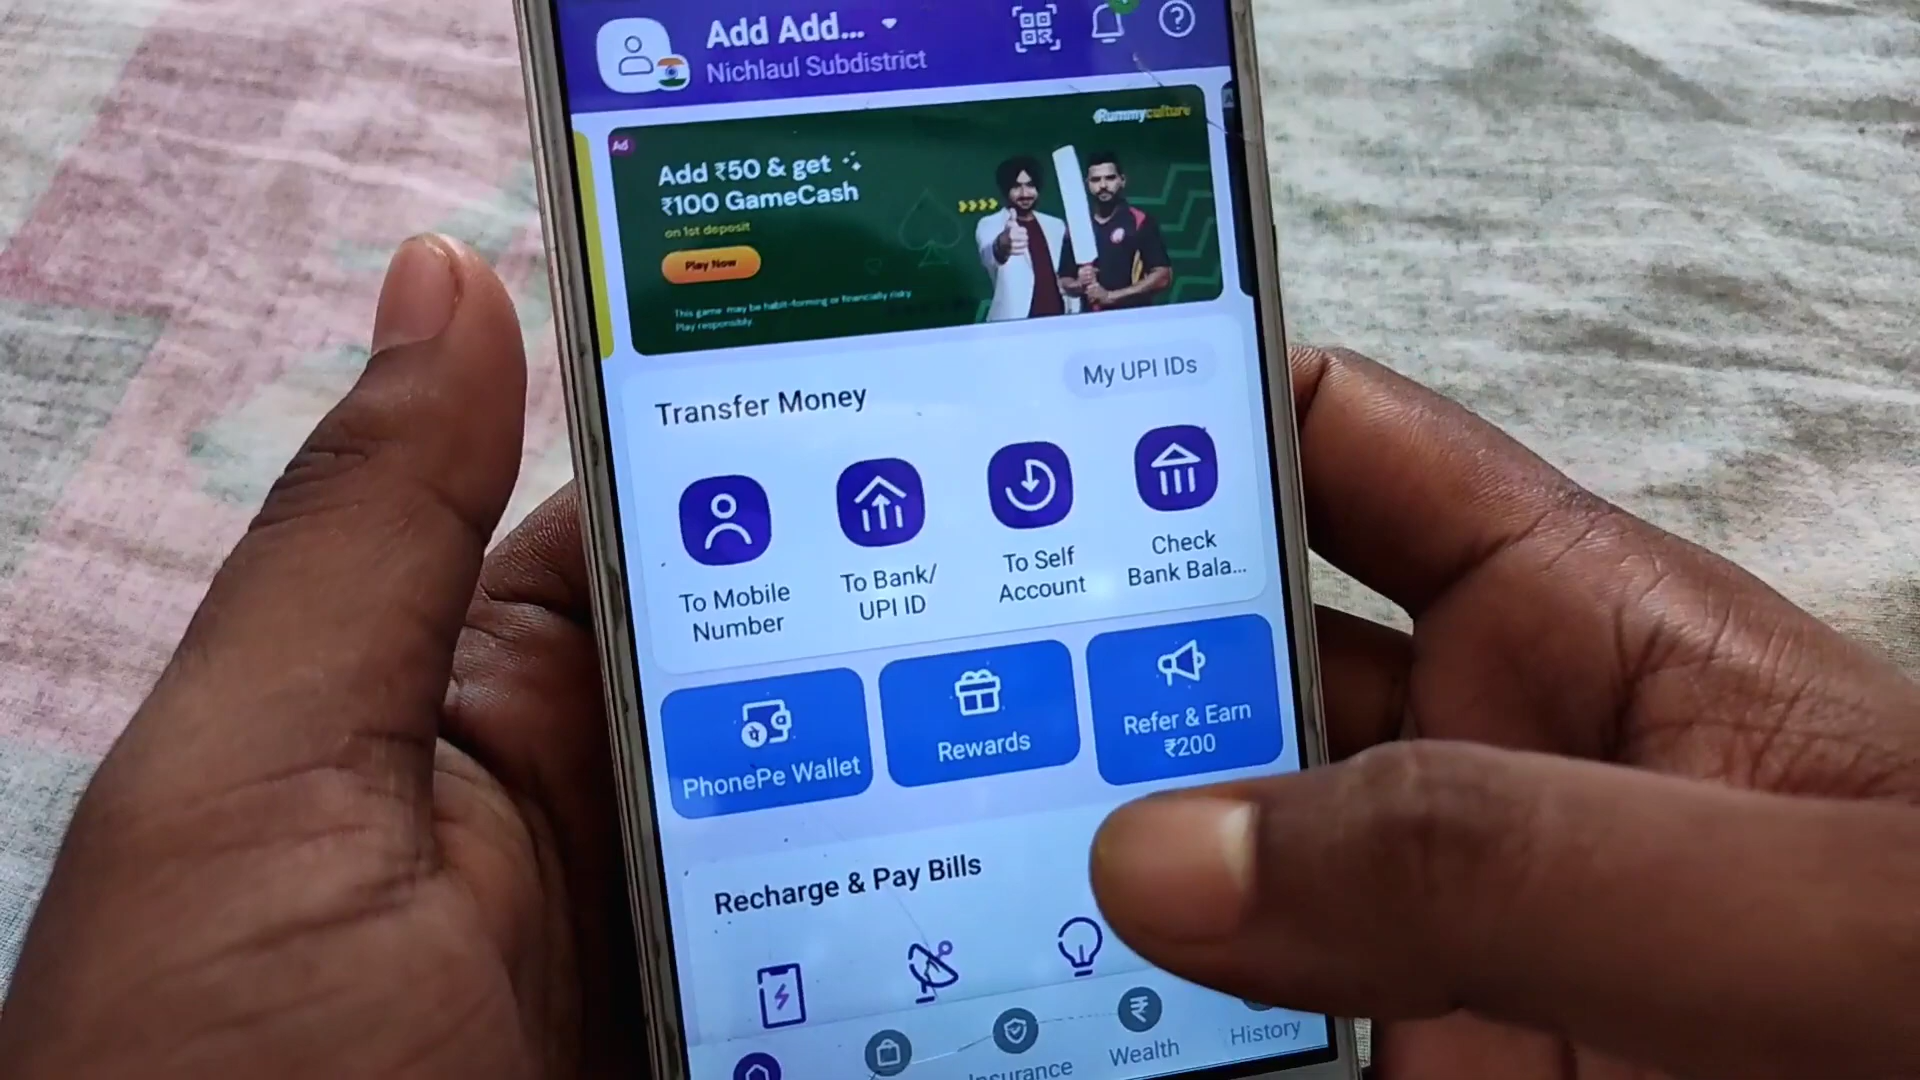 Add Add...
Nichlaul Subdistrict
Rummyculture
Ad
Add ₹50 & get
₹100 GameCash
on 1st deposit
Play Now
This game may be habit-forming or financially risky
Play responsibly
Transfer Money
My UPI IDs
To Mobile
Number
To Bank/
UPI ID
To Self
Account
Check
Bank Bala...
PhonePe Wallet
Rewards
Refer & Earn
₹200
Recharge & Pay Bills
Insurance
Wealth
History